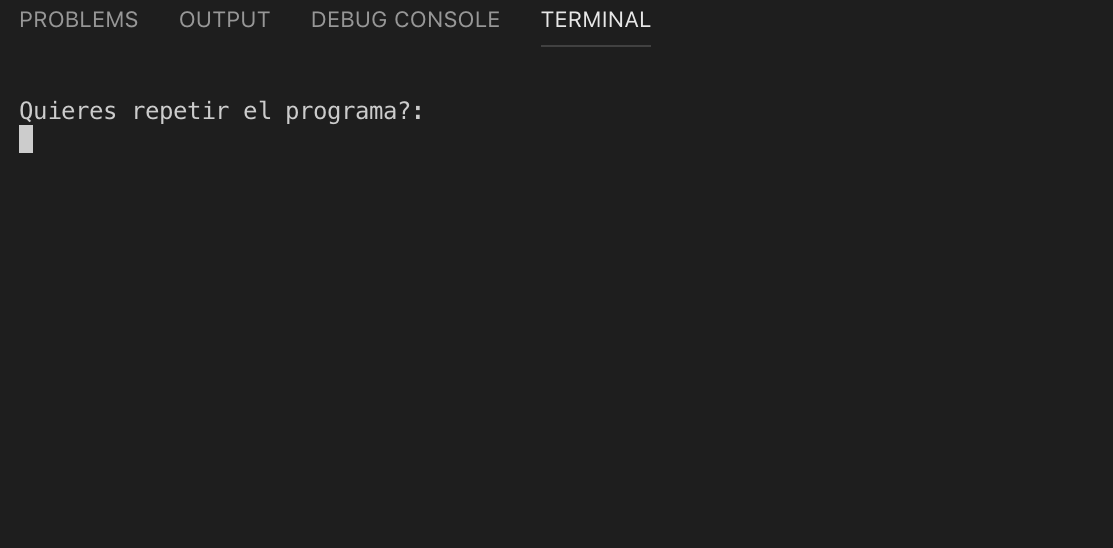 PROBLEMS OUTPUT DEBUG CONSOLE TERMINAL
Quieres repetir el programa?: